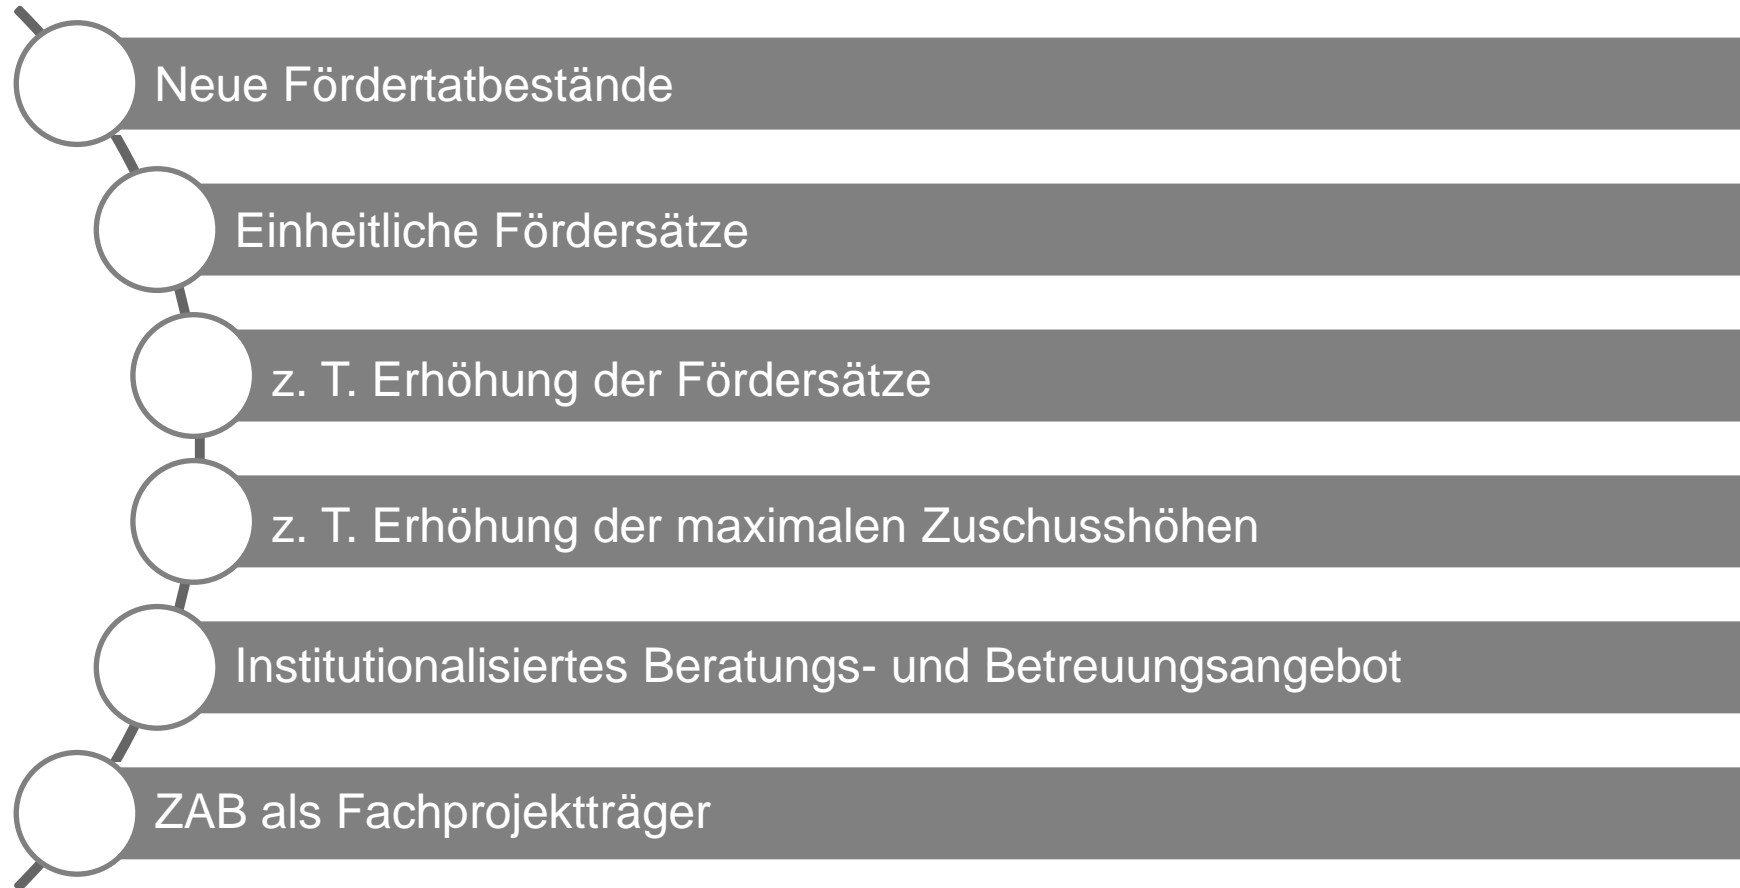 Neue Fördertatbestände
Einheitliche Fördersätze
z. T. Erhöhung der Fördersätze
z. T. Erhöhung der maximalen Zuschusshöhen
Institutionalisiertes Beratungs- und Betreuungsangebot
ZAB als Fachprojektträger